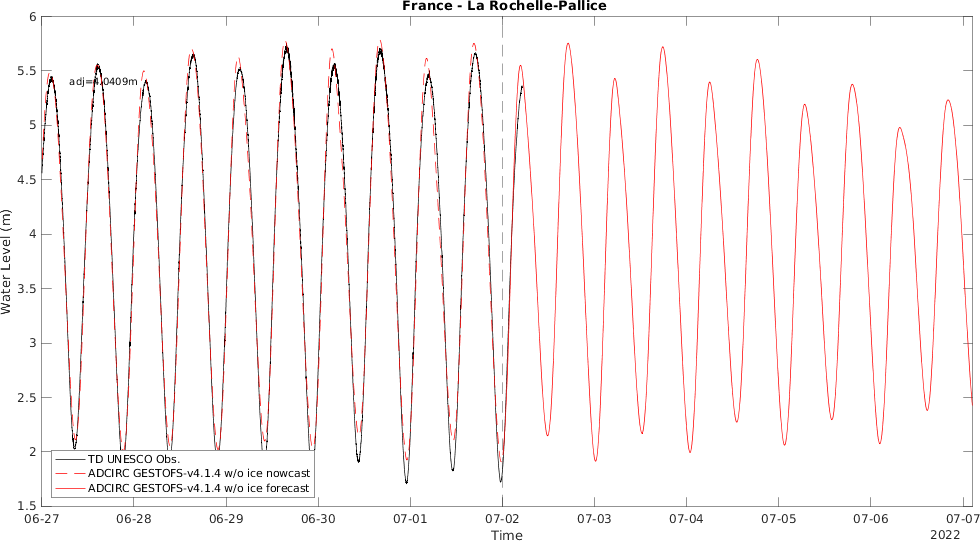 France - La Rochelle-Pallice
6
5.5
5
4.5
4
3.5
3
2.5
2
1.5
Water Level (m)
adj=4.0409m
TD UNESCO Obs.
ADCIRC GESTOFS-v4.1.4 w/o ice nowcast
ADCIRC GESTOFS-v4.1.4 w/o ice forecast
06-27 06-28 06-29 06-30 07-01 07-02 07-03 07-04 07-05 07-06 07-07
Time
2022